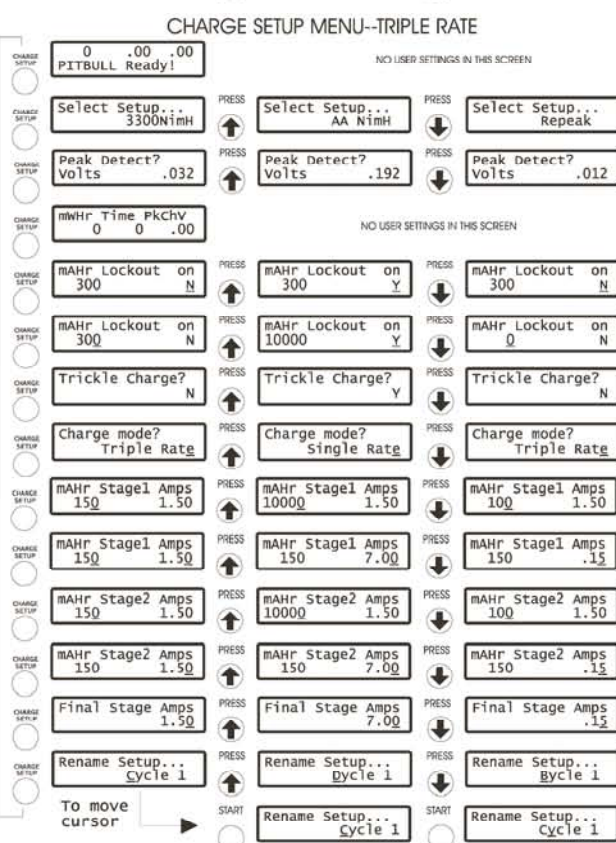 CHARGE SETUP MENU--TRIPLE RATE
CHARGE SETUP
0 .00 .00
PITBULL Ready!
NO USER SETTINGS IN THIS SCREEN
CHARGE SETUP
Select Setup...
3300NimH
PRESS
Select Setup...
AA NimH
PRESS
Select Setup...
Repeak
CHARGE SETUP
Peak Detect?
Volts .032
PRESS
Peak Detect?
Volts .192
PRESS
Peak Detect?
Volts .012
CHARGE SETUP
mWHr Time PkChV
0 0 .00
NO USER SETTINGS IN THIS SCREEN
CHARGE SETUP
mAHr Lockout on
300 N
PRESS
mAHr Lockout on
300 Y
PRESS
mAHr Lockout on
300 N
CHARGE SETUP
mAHr Lockout on
300 N
PRESS
mAHr Lockout on
10000 Y
PRESS
mAHr Lockout on
0 N
CHARGE SETUP
Trickle Charge?
N
PRESS
Trickle Charge?
Y
PRESS
Trickle Charge?
N
CHARGE SETUP
Charge mode?
Triple Rate
PRESS
Charge mode?
Single Rate
PRESS
Charge mode?
Triple Rate
CHARGE SETUP
mAHr Stage1 Amps
150 1.50
PRESS
mAHr Stage1 Amps
10000 1.50
PRESS
mAHr Stage1 Amps
100 1.50
CHARGE SETUP
mAHr Stage1 Amps
150 1.50
PRESS
mAHr Stage1 Amps
150 7.00
PRESS
mAHr Stage1 Amps
150 .15
CHARGE SETUP
mAHr Stage2 Amps
150 1.50
PRESS
mAHr Stage2 Amps
10000 1.50
PRESS
mAHr Stage2 Amps
100 1.50
CHARGE SETUP
mAHr Stage2 Amps
150 1.50
PRESS
mAHr Stage2 Amps
150 7.00
PRESS
mAHr Stage2 Amps
150 .15
CHARGE SETUP
Final Stage Amps
1.50
PRESS
Final Stage Amps
7.00
PRESS
Final Stage Amps
.15
CHARGE SETUP
Rename Setup...
Cycle 1
PRESS
Rename Setup...
Dycle 1
PRESS
Rename Setup...
Bycle 1
To move
cursor
START
Rename Setup...
Cycle 1
START
Rename Setup...
Cycle 1